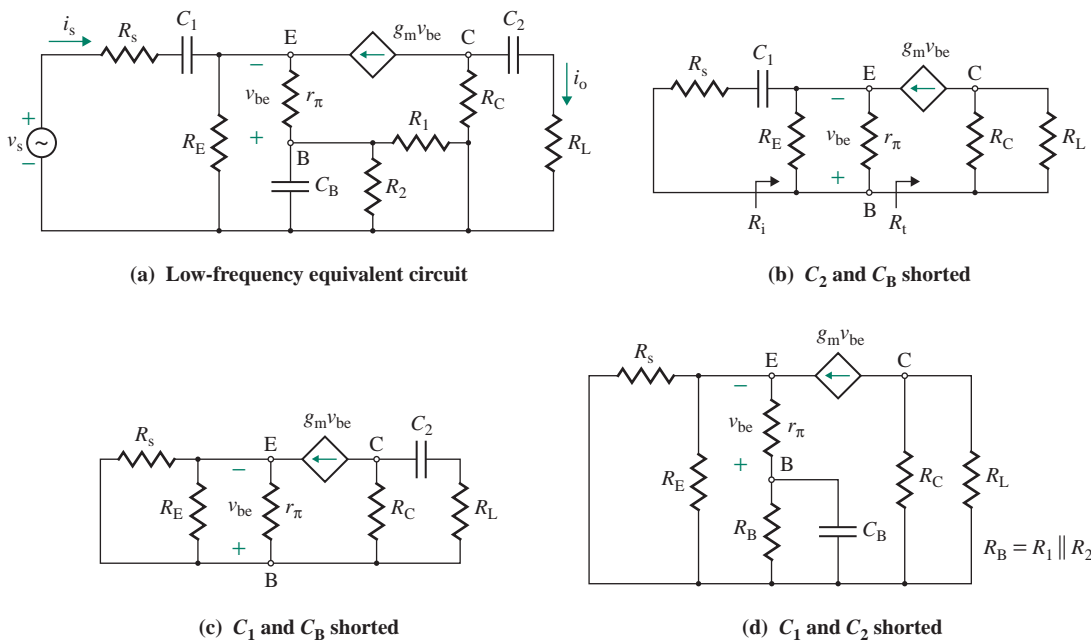 i_s
R_s
C_1
E
g_m v_be
C
C_2
+
v_s
−
R_E
−
v_be
+
r_π
B
R_1
R_C
i_o
R_L
C_B
R_2
(a) Low-frequency equivalent circuit
R_s
C_1
E
g_m v_be
C
R_E
−
v_be
+
r_π
R_C
R_L
R_i
B
R_t
(b) C_2 and C_B shorted
R_s
E
g_m v_be
C
C_2
R_E
−
v_be
+
r_π
R_C
R_L
B
(c) C_1 and C_B shorted
R_s
E
g_m v_be
C
−
v_be
+
r_π
B
R_E
R_B
C_B
R_C
R_L
R_B = R_1 ∥ R_2
(d) C_1 and C_2 shorted